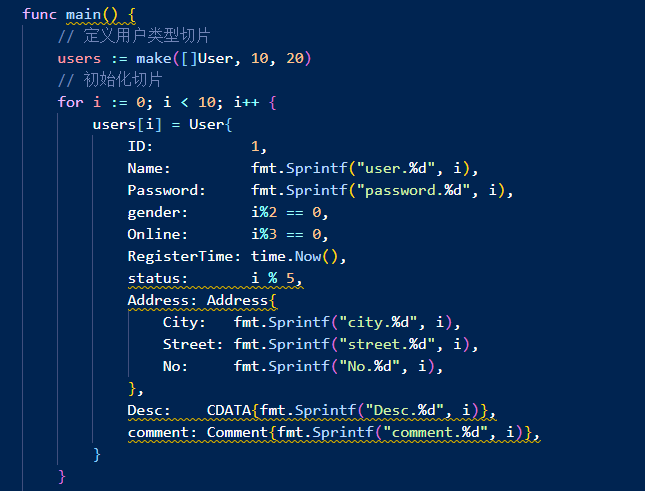 func main() {
    // 定义用户类型切片
    users := make([]User, 10, 20)
    // 初始化切片
    for i := 0; i < 10; i++ {
        users[i] = User{
            ID:           1,
            Name:         fmt.Sprintf("user.%d", i),
            Password:     fmt.Sprintf("password.%d", i),
            gender:       i%2 == 0,
            Online:       i%3 == 0,
            RegisterTime: time.Now(),
            status:       i % 5,
            Address: Address{
                City:   fmt.Sprintf("city.%d", i),
                Street: fmt.Sprintf("street.%d", i),
                No:     fmt.Sprintf("No.%d", i),
            },
            Desc:    CDATA{fmt.Sprintf("Desc.%d", i)},
            comment: Comment{fmt.Sprintf("comment.%d", i)},
        }
    }